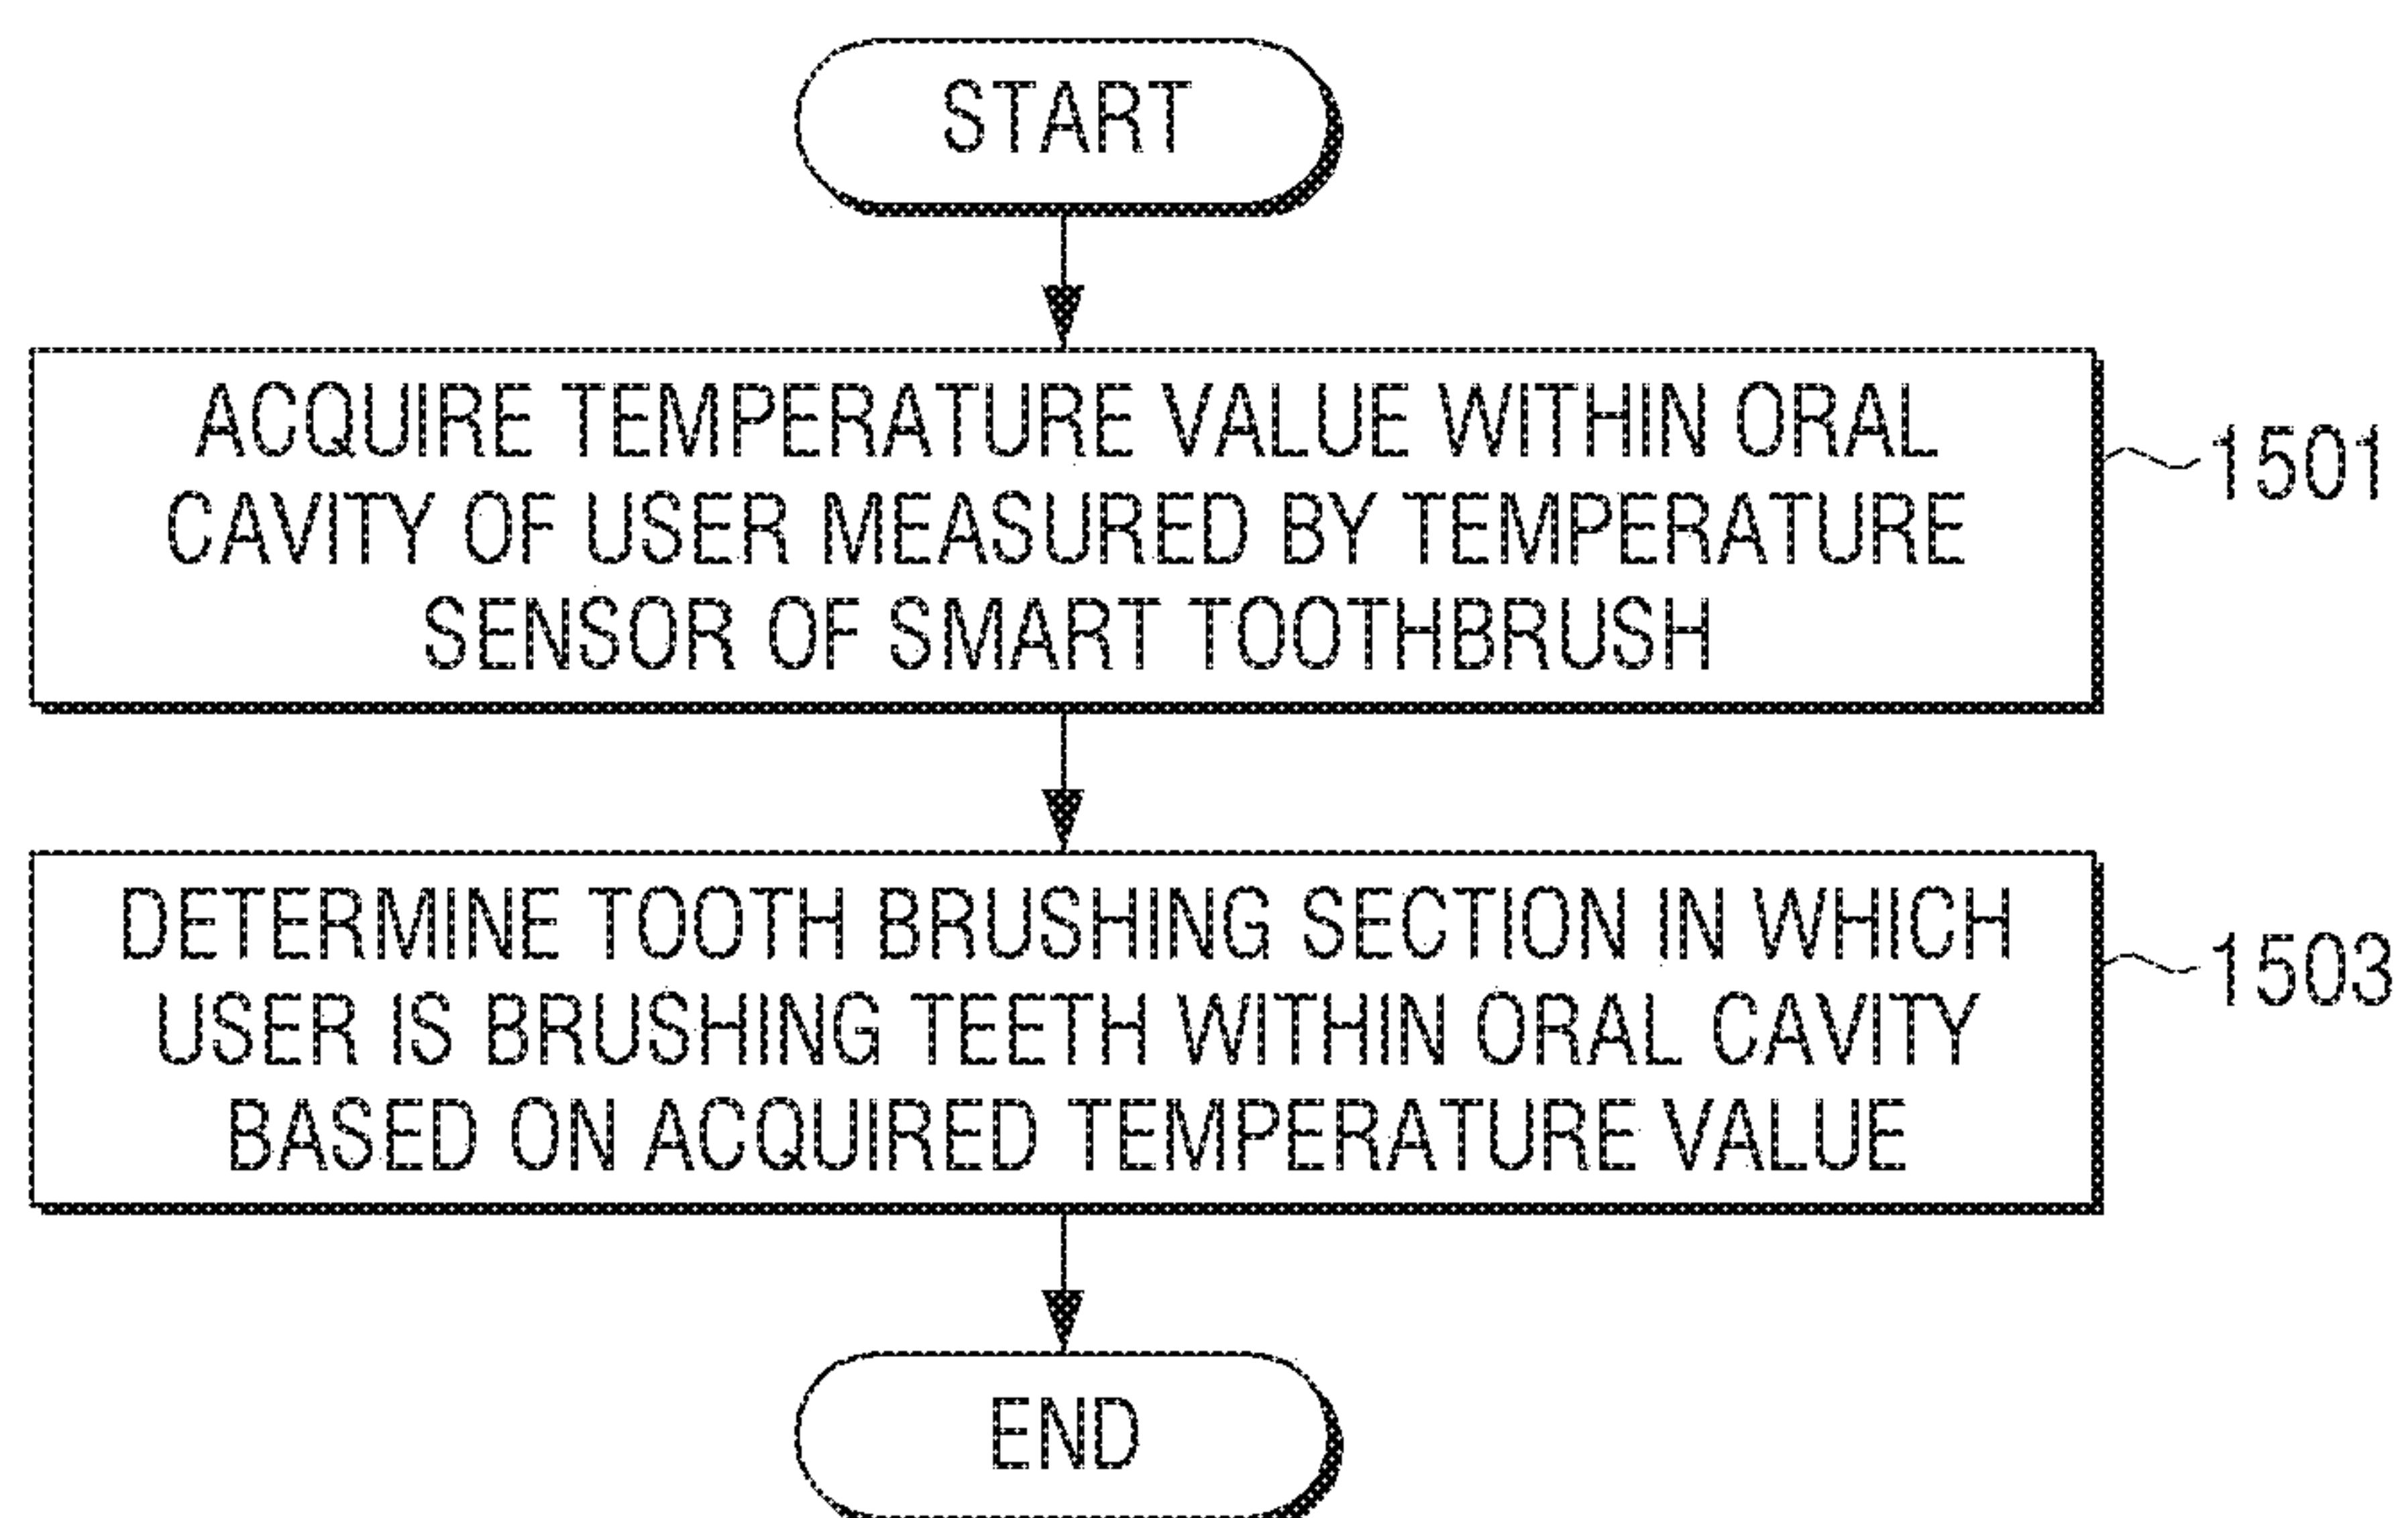 START
ACQUIRE TEMPERATURE VALUE WITHIN ORAL
CAVITY OF USER MEASURED BY TEMPERATURE
SENSOR OF SMART TOOTHBRUSH
1501
DETERMINE TOOTH BRUSHING SECTION IN WHICH
USER IS BRUSHING TEETH WITHIN ORAL CAVITY
BASED ON ACQUIRED TEMPERATURE VALUE
1503
END